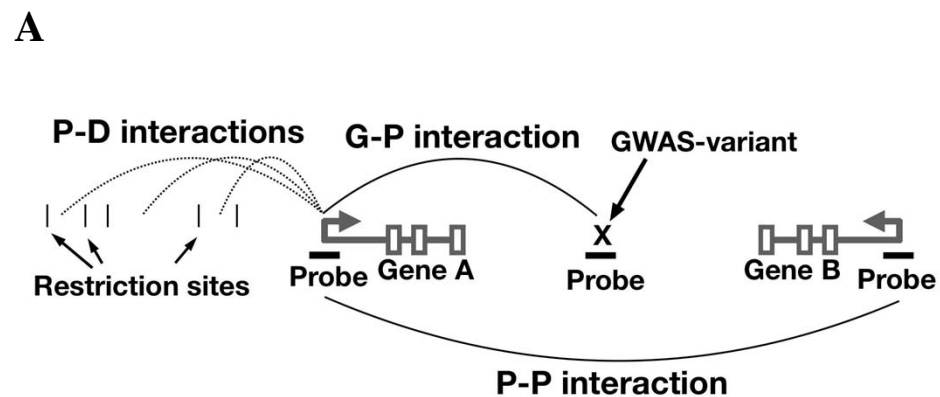 A
P-D interactions
G-P interaction
GWAS-variant
X
Restriction sites
Probe
Gene A
Probe
Gene B
Probe
P-P interaction